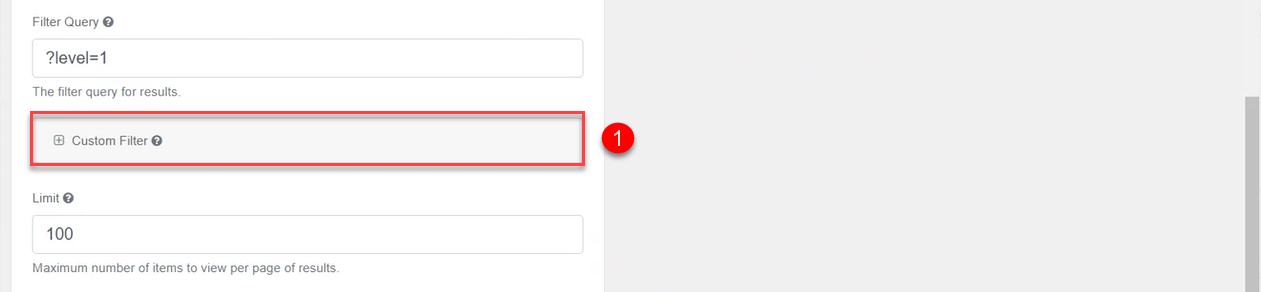 Filter Query
?level=1
The filter query for results.
Custom Filter
1
Limit
100
Maximum number of items to view per page of results.